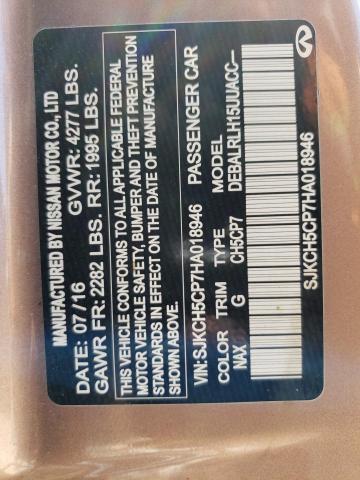 MANUFACTURED BY NISSAN MOTOR CO., LTD
DATE: 07/16 GVWR: 4277 LBS.
GAWR FR: 2282 LBS. RR: 1995 LBS.
THIS VEHICLE CONFORMS TO ALL APPLICABLE FEDERAL
MOTOR VEHICLE SAFETY, BUMPER AND THEFT PREVENTION
STANDARDS IN EFFECT ON THE DATE OF MANUFACTURE
SHOWN ABOVE.
VIN: SJKCH5CP7HA018946 PASSENGER CAR
COLOR TRIM TYPE MODEL
NAX G CH5CP7 DEBALRLH15UUACC--
SJKCH5CP7HA018946